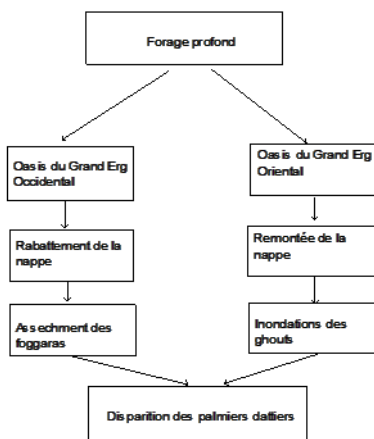 Forage profond
Oasis du Grand Erg
Occidental
Oasis du Grand Erg
Oriental
Rabattement de la
nappe
Remontée de la
nappe
Assechment des
foggaras
Inondations des
ghouts
Disparition des palmiers dattiers